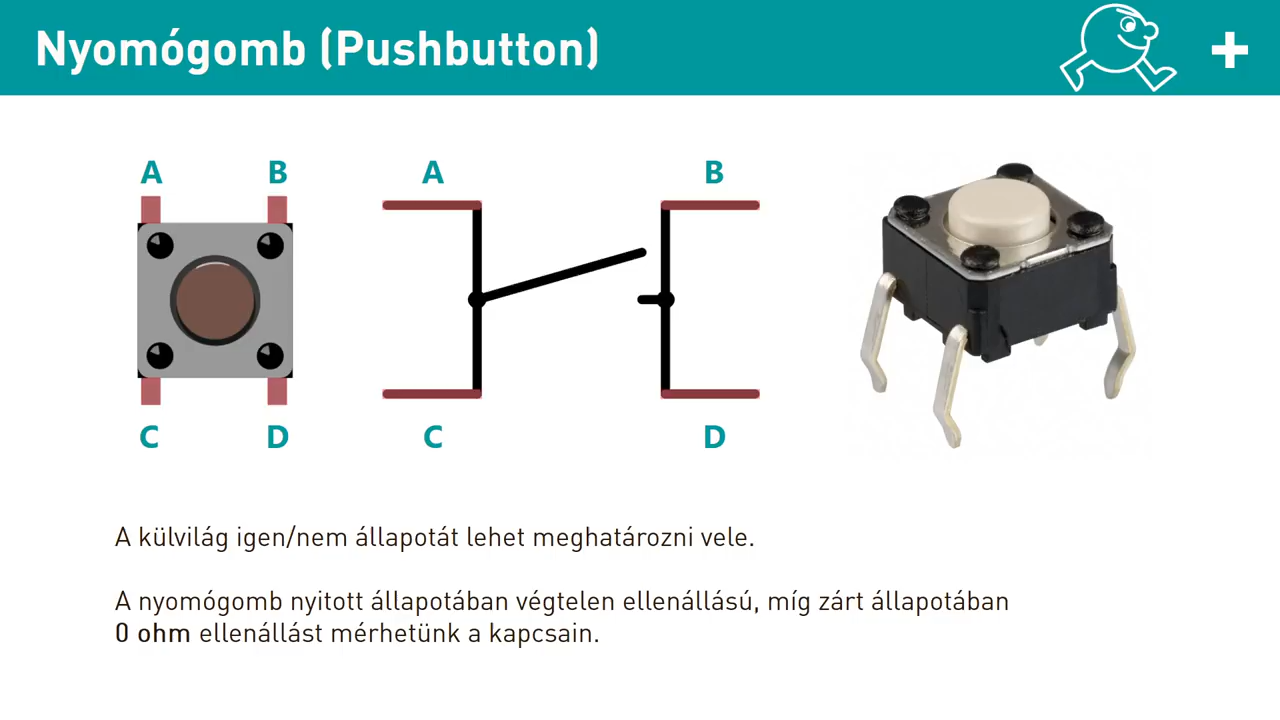 Nyomógomb (Pushbutton)
A B
C D
A B
C D
A külvilág igen/nem állapotát lehet meghatározni vele.
A nyomógomb nyitott állapotában végtelen ellenállású, míg zárt állapotában
0 ohm ellenállást mérhetünk a kapcsain.